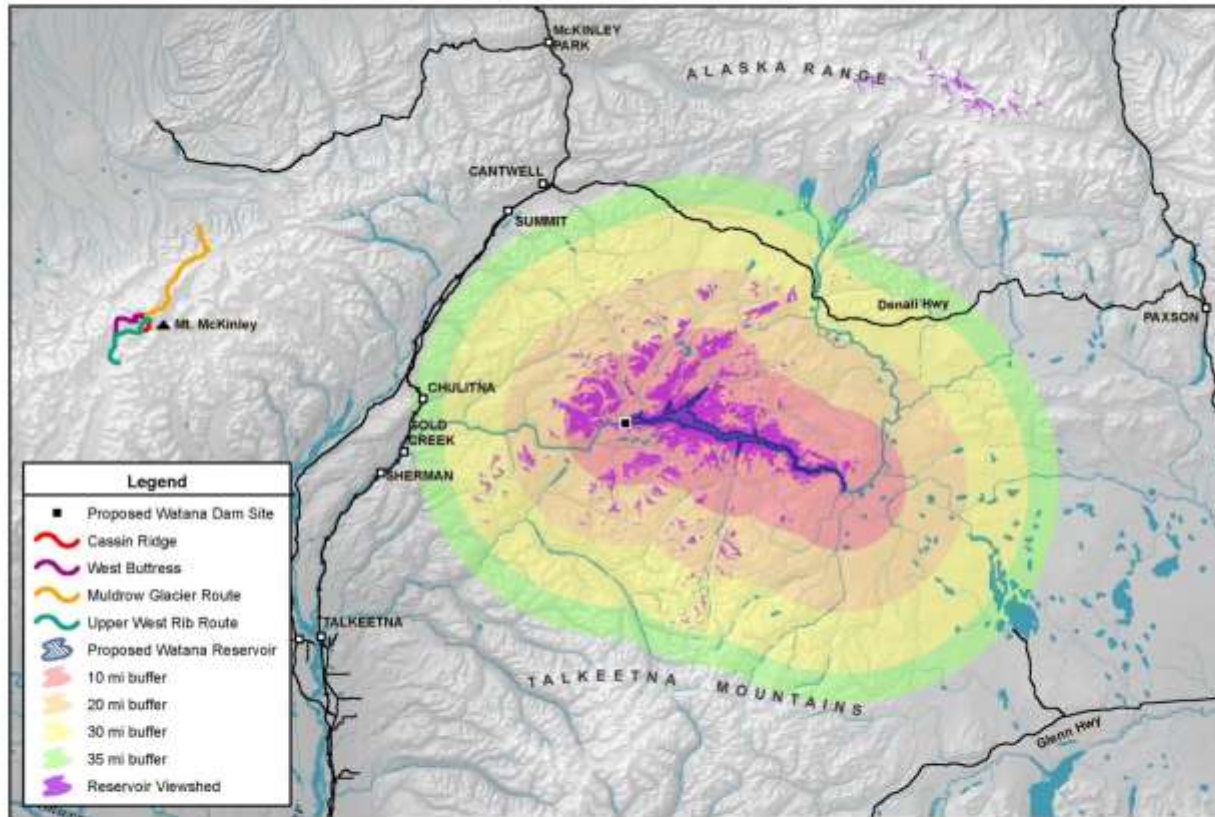 McKINLEY
PARK
ALASKA RANGE
CANTWELL
SUMMIT
Mt. McKinley
Denali Hwy
PAXSON
CHULITNA
GOLD
CREEK
SHERMAN
TALKEETNA
TALKEETNA MOUNTAINS
Glenn Hwy
Legend
Proposed Watana Dam Site
Cassin Ridge
West Buttress
Muldrow Glacier Route
Upper West Rib Route
Proposed Watana Reservoir
10 mi buffer
20 mi buffer
30 mi buffer
35 mi buffer
Reservoir Viewshed